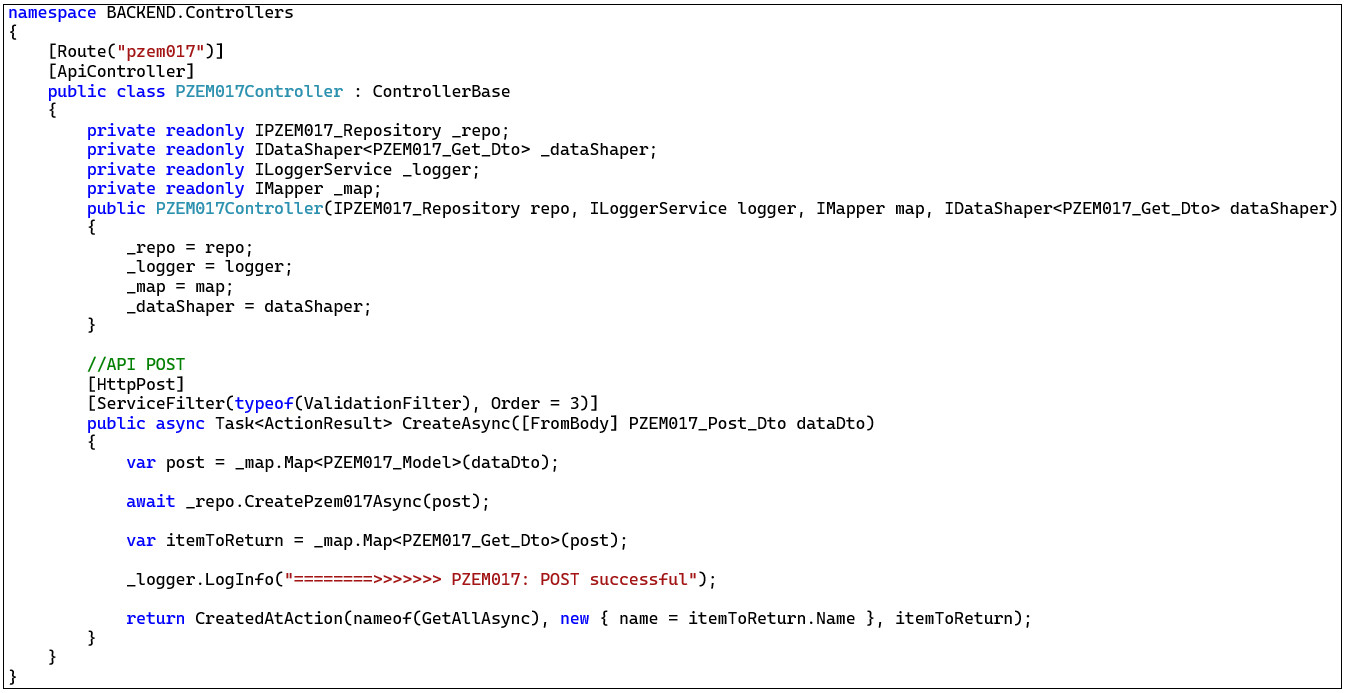 namespace BACKEND.Controllers
{
    [Route("pzem017")]
    [ApiController]
    public class PZEM017Controller : ControllerBase
    {
        private readonly IPZEM017_Repository _repo;
        private readonly IDataShaper<PZEM017_Get_Dto> _dataShaper;
        private readonly ILoggerService _logger;
        private readonly IMapper _map;
        public PZEM017Controller(IPZEM017_Repository repo, ILoggerService logger, IMapper map, IDataShaper<PZEM017_Get_Dto> dataShaper)
        {
            _repo = repo;
            _logger = logger;
            _map = map;
            _dataShaper = dataShaper;
        }

        //API POST
        [HttpPost]
        [ServiceFilter(typeof(ValidationFilter), Order = 3)]
        public async Task<ActionResult> CreateAsync([FromBody] PZEM017_Post_Dto dataDto)
        {
            var post = _map.Map<PZEM017_Model>(dataDto);

            await _repo.CreatePzem017Async(post);

            var itemToReturn = _map.Map<PZEM017_Get_Dto>(post);

            _logger.LogInfo("========>>>>>>> PZEM017: POST successful");

            return CreatedAtAction(nameof(GetAllAsync), new { name = itemToReturn.Name }, itemToReturn);
        }
    }
}